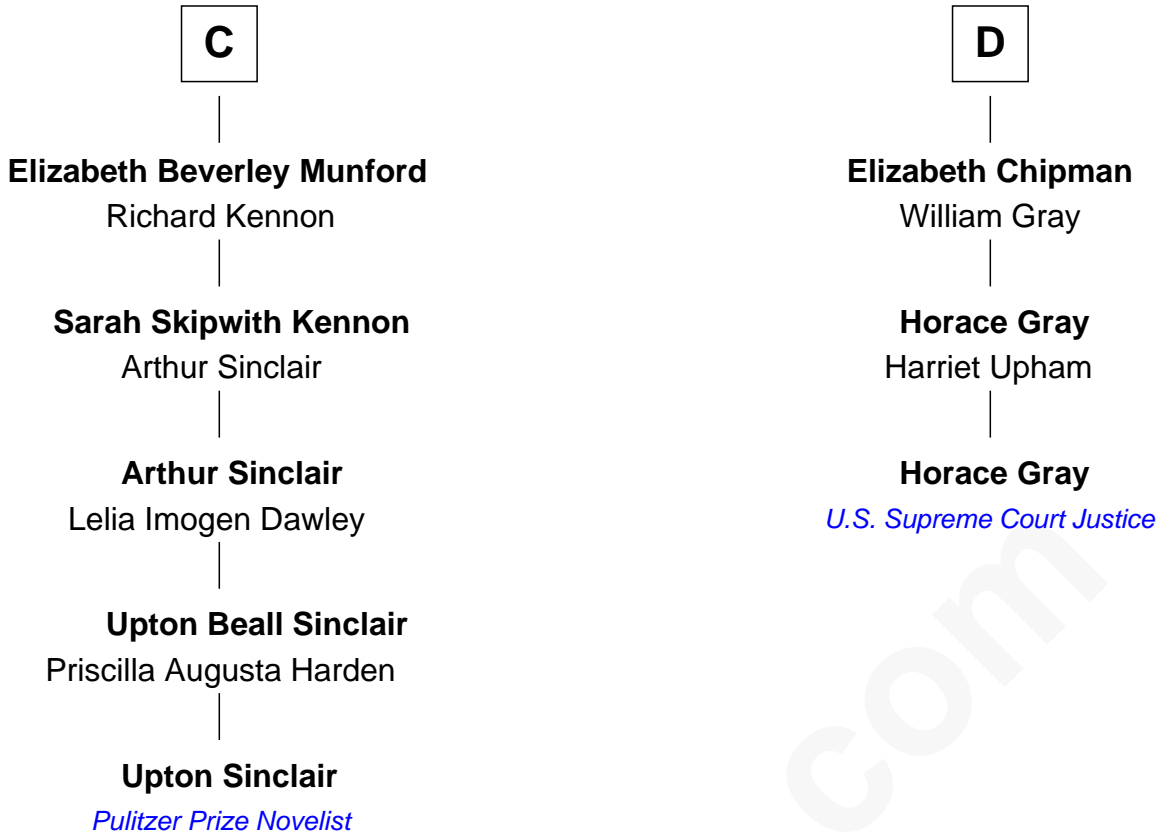 C
Elizabeth Beverley Munford
Richard Kennon
Sarah Skipwith Kennon
Arthur Sinclair
Arthur Sinclair
Lelia Imogen Dawley
Upton Beall Sinclair
Priscilla Augusta Harden
Upton Sinclair
Pulitzer Prize Novelist
D
Elizabeth Chipman
William Gray
Horace Gray
Harriet Upham
Horace Gray
U.S. Supreme Court Justice
com